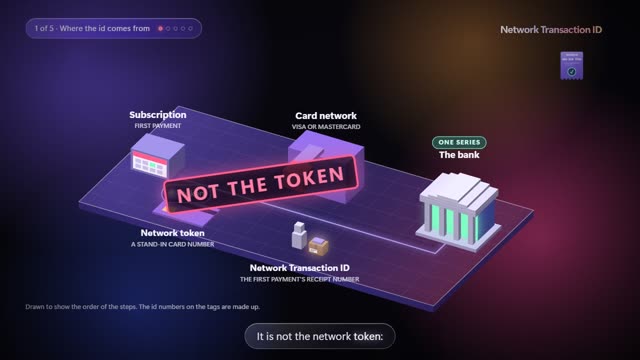 1 of 5 · Where the id comes from
Network Transaction ID
Subscription
FIRST PAYMENT
Card network
VISA OR MASTERCARD
ONE SERIES
The bank
NOT THE TOKEN
Network token
A STAND-IN CARD NUMBER
Network Transaction ID
THE FIRST PAYMENT'S RECEIPT NUMBER
Drawn to show the order of the steps. The id numbers on the tags are made up.
It is not the network token: